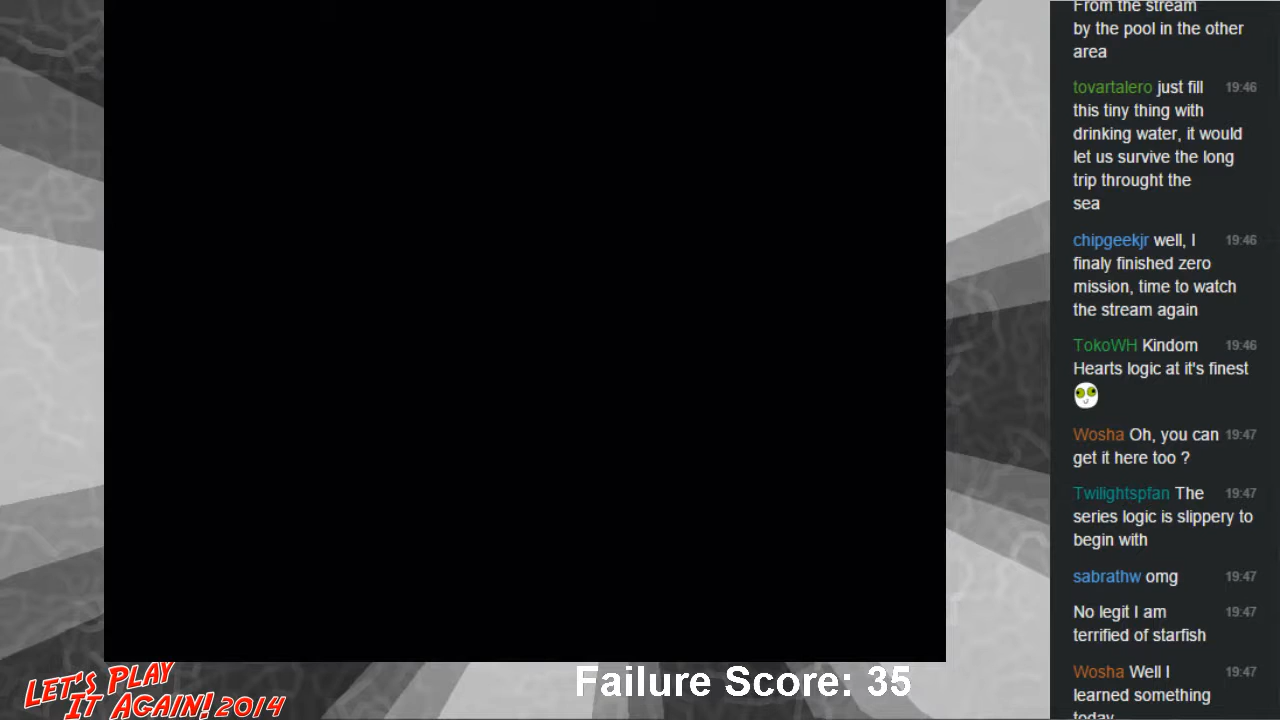 From the stream
by the pool in the other
area
tovartalero just fill 19:46
this tiny thing with
drinking water, it would
let us survive the long
trip throught the
sea
chipgeekjr well, I 19:46
finaly finished zero
mission, time to watch
the stream again
TokoWH Kindom 19:46
Hearts logic at it's finest
Wosha Oh, you can 19:47
get it here too ?
Twilightspfan The 19:47
series logic is slippery to
begin with
sabrathw omg 19:47
No legit I am 19:47
terrified of starfish
Wosha Well I 19:47
learned something
today
LET'S PLAY
IT AGAIN! 2014
Failure Score: 35